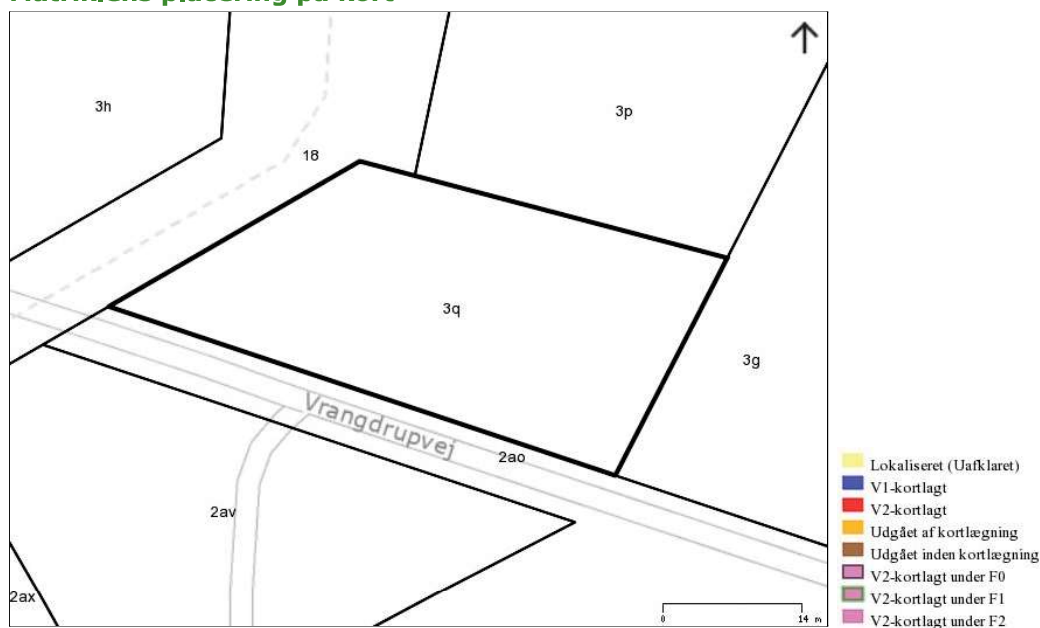 Matriklens placering på kort
3h
3p
18
3q
3g
Vrangdrupvej
2ao
2av
2ax
0 14 m
Lokaliseret (Uafklaret)
V1-kortlagt
V2-kortlagt
Udgået af kortlægning
Udgået inden kortlægning
V2-kortlagt under F0
V2-kortlagt under F1
V2-kortlagt under F2